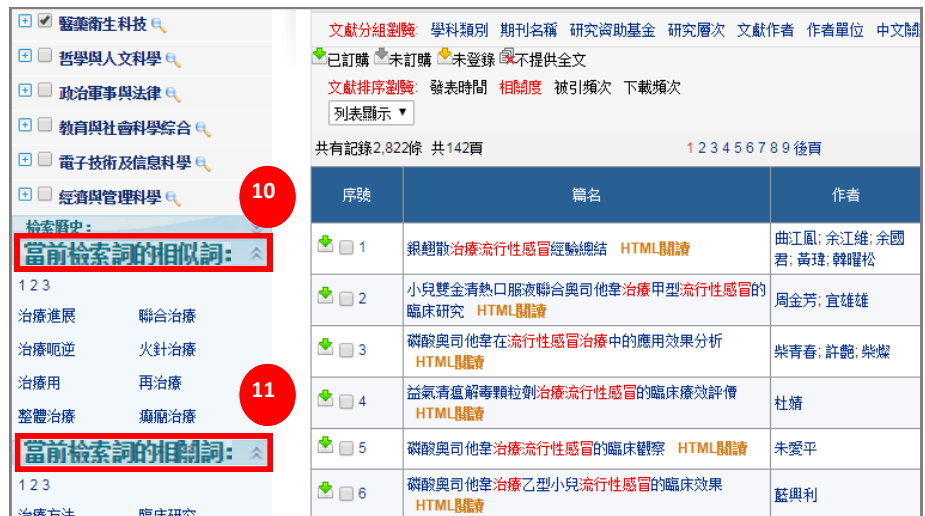 醫藥衛生科技
哲學與人文科學
政治軍事與法律
教育與社會科學綜合
電子技術及信息科學
經濟與管理科學
10
檢索歷史:
當前檢索詞的相似詞:
1 2 3
治療進展 聯合治療
治療呃逆 火針治療
治療用 再治療
11
整體治療 癲癇治療
當前檢索詞的相關詞:
1 2 3
治療方法 臨床研究
文獻分組瀏覽: 學科類別 期刊名稱 研究資助基金 研究層次 文獻作者 作者單位 中文關
已訂購 未訂購 未登錄 不提供全文
文獻排序瀏覽: 發表時間 相關度 被引頻次 下載頻次
列表顯示 ▼
共有記錄2,822條 共142頁 1 2 3 4 5 6 7 8 9 後頁
序號 篇名 作者
1 銀翹散治療流行性感冒經驗總結 HTML閱讀 曲江凰; 余江維; 余國
君; 黃瑋; 韓曜松
2 小兒雙金清熱口服液聯合奧司他韋治療甲型流行性感冒的
臨床研究 HTML閱讀 周金芳; 宜雄雄
3 磷酸奧司他韋在流行性感冒治療中的應用效果分析
HTML閱讀 柴青春; 許艷; 柴燦
4 益氣清瘟解毒顆粒劑治療流行性感冒的臨床療效評價
HTML閱讀 杜婧
5 磷酸奧司他韋治療流行性感冒的臨床觀察 HTML閱讀 朱愛平
6 磷酸奧司他韋治療乙型小兒流行性感冒的臨床效果
HTML閱讀 藍興利